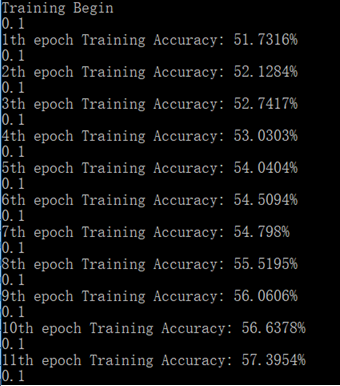 Training Begin
0.1
1th epoch Training Accuracy: 51.7316%
0.1
2th epoch Training Accuracy: 52.1284%
0.1
3th epoch Training Accuracy: 52.7417%
0.1
4th epoch Training Accuracy: 53.0303%
0.1
5th epoch Training Accuracy: 54.0404%
0.1
6th epoch Training Accuracy: 54.5094%
0.1
7th epoch Training Accuracy: 54.798%
0.1
8th epoch Training Accuracy: 55.5195%
0.1
9th epoch Training Accuracy: 56.0606%
0.1
10th epoch Training Accuracy: 56.6378%
0.1
11th epoch Training Accuracy: 57.3954%
0.1